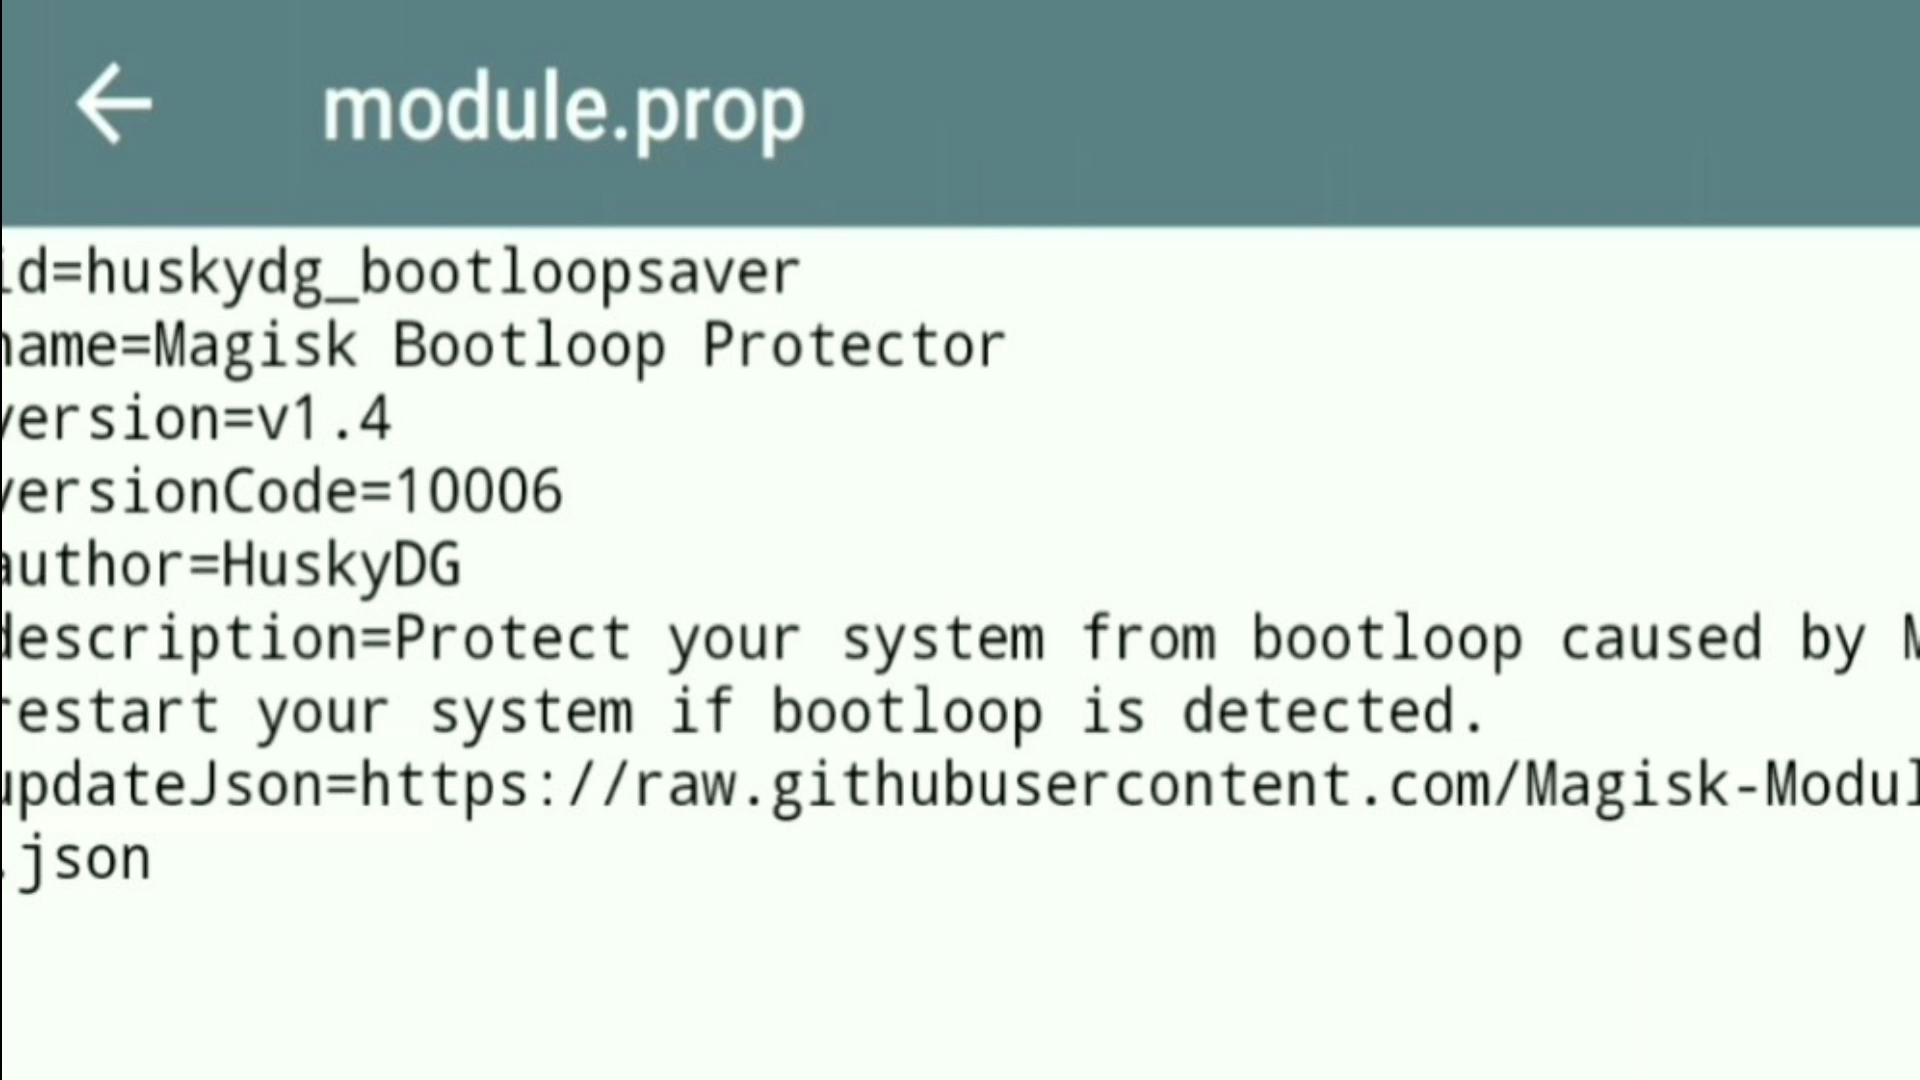 module.prop
id=huskydg_bootloopsaver
name=Magisk Bootloop Protector
version=v1.4
versionCode=10006
author=HuskyDG
description=Protect your system from bootloop caused by
restart your system if bootloop is detected.
updateJson=https://raw.githubusercontent.com/Magisk-Modul
.json